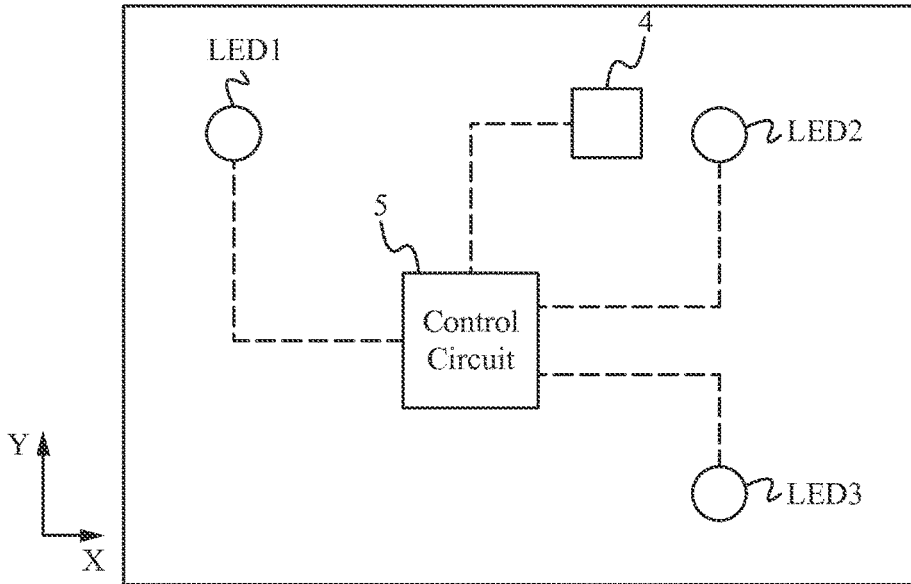 LED1
4
LED2
5
Control
Circuit
Y
X
LED3